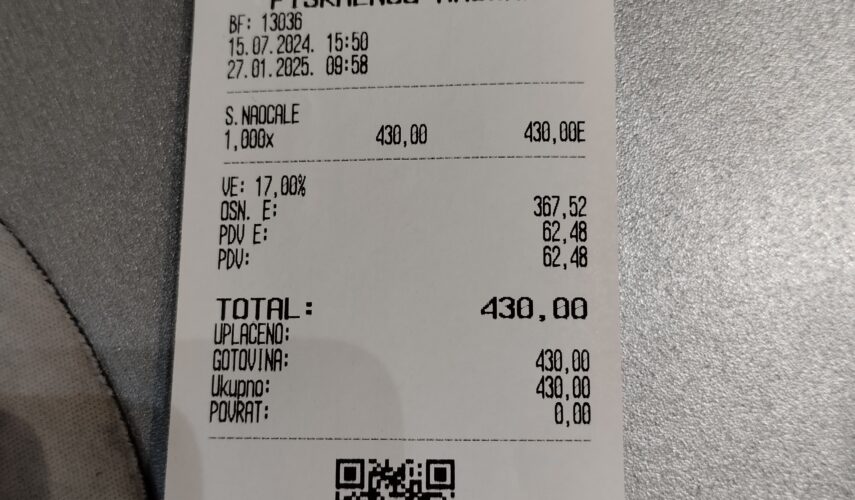 BF: 13036
15.07.2024. 15:50
27.01.2025. 09:58
S.NAOCALE
1,000x 430,00 430,00E
VE: 17,00%
OSN. E: 367,52
PDV E: 62,48
PDV: 62,48
TOTAL: 430,00
UPLACENO:
GOTOVINA: 430,00
Ukupno: 430,00
POVRAT: 0,00